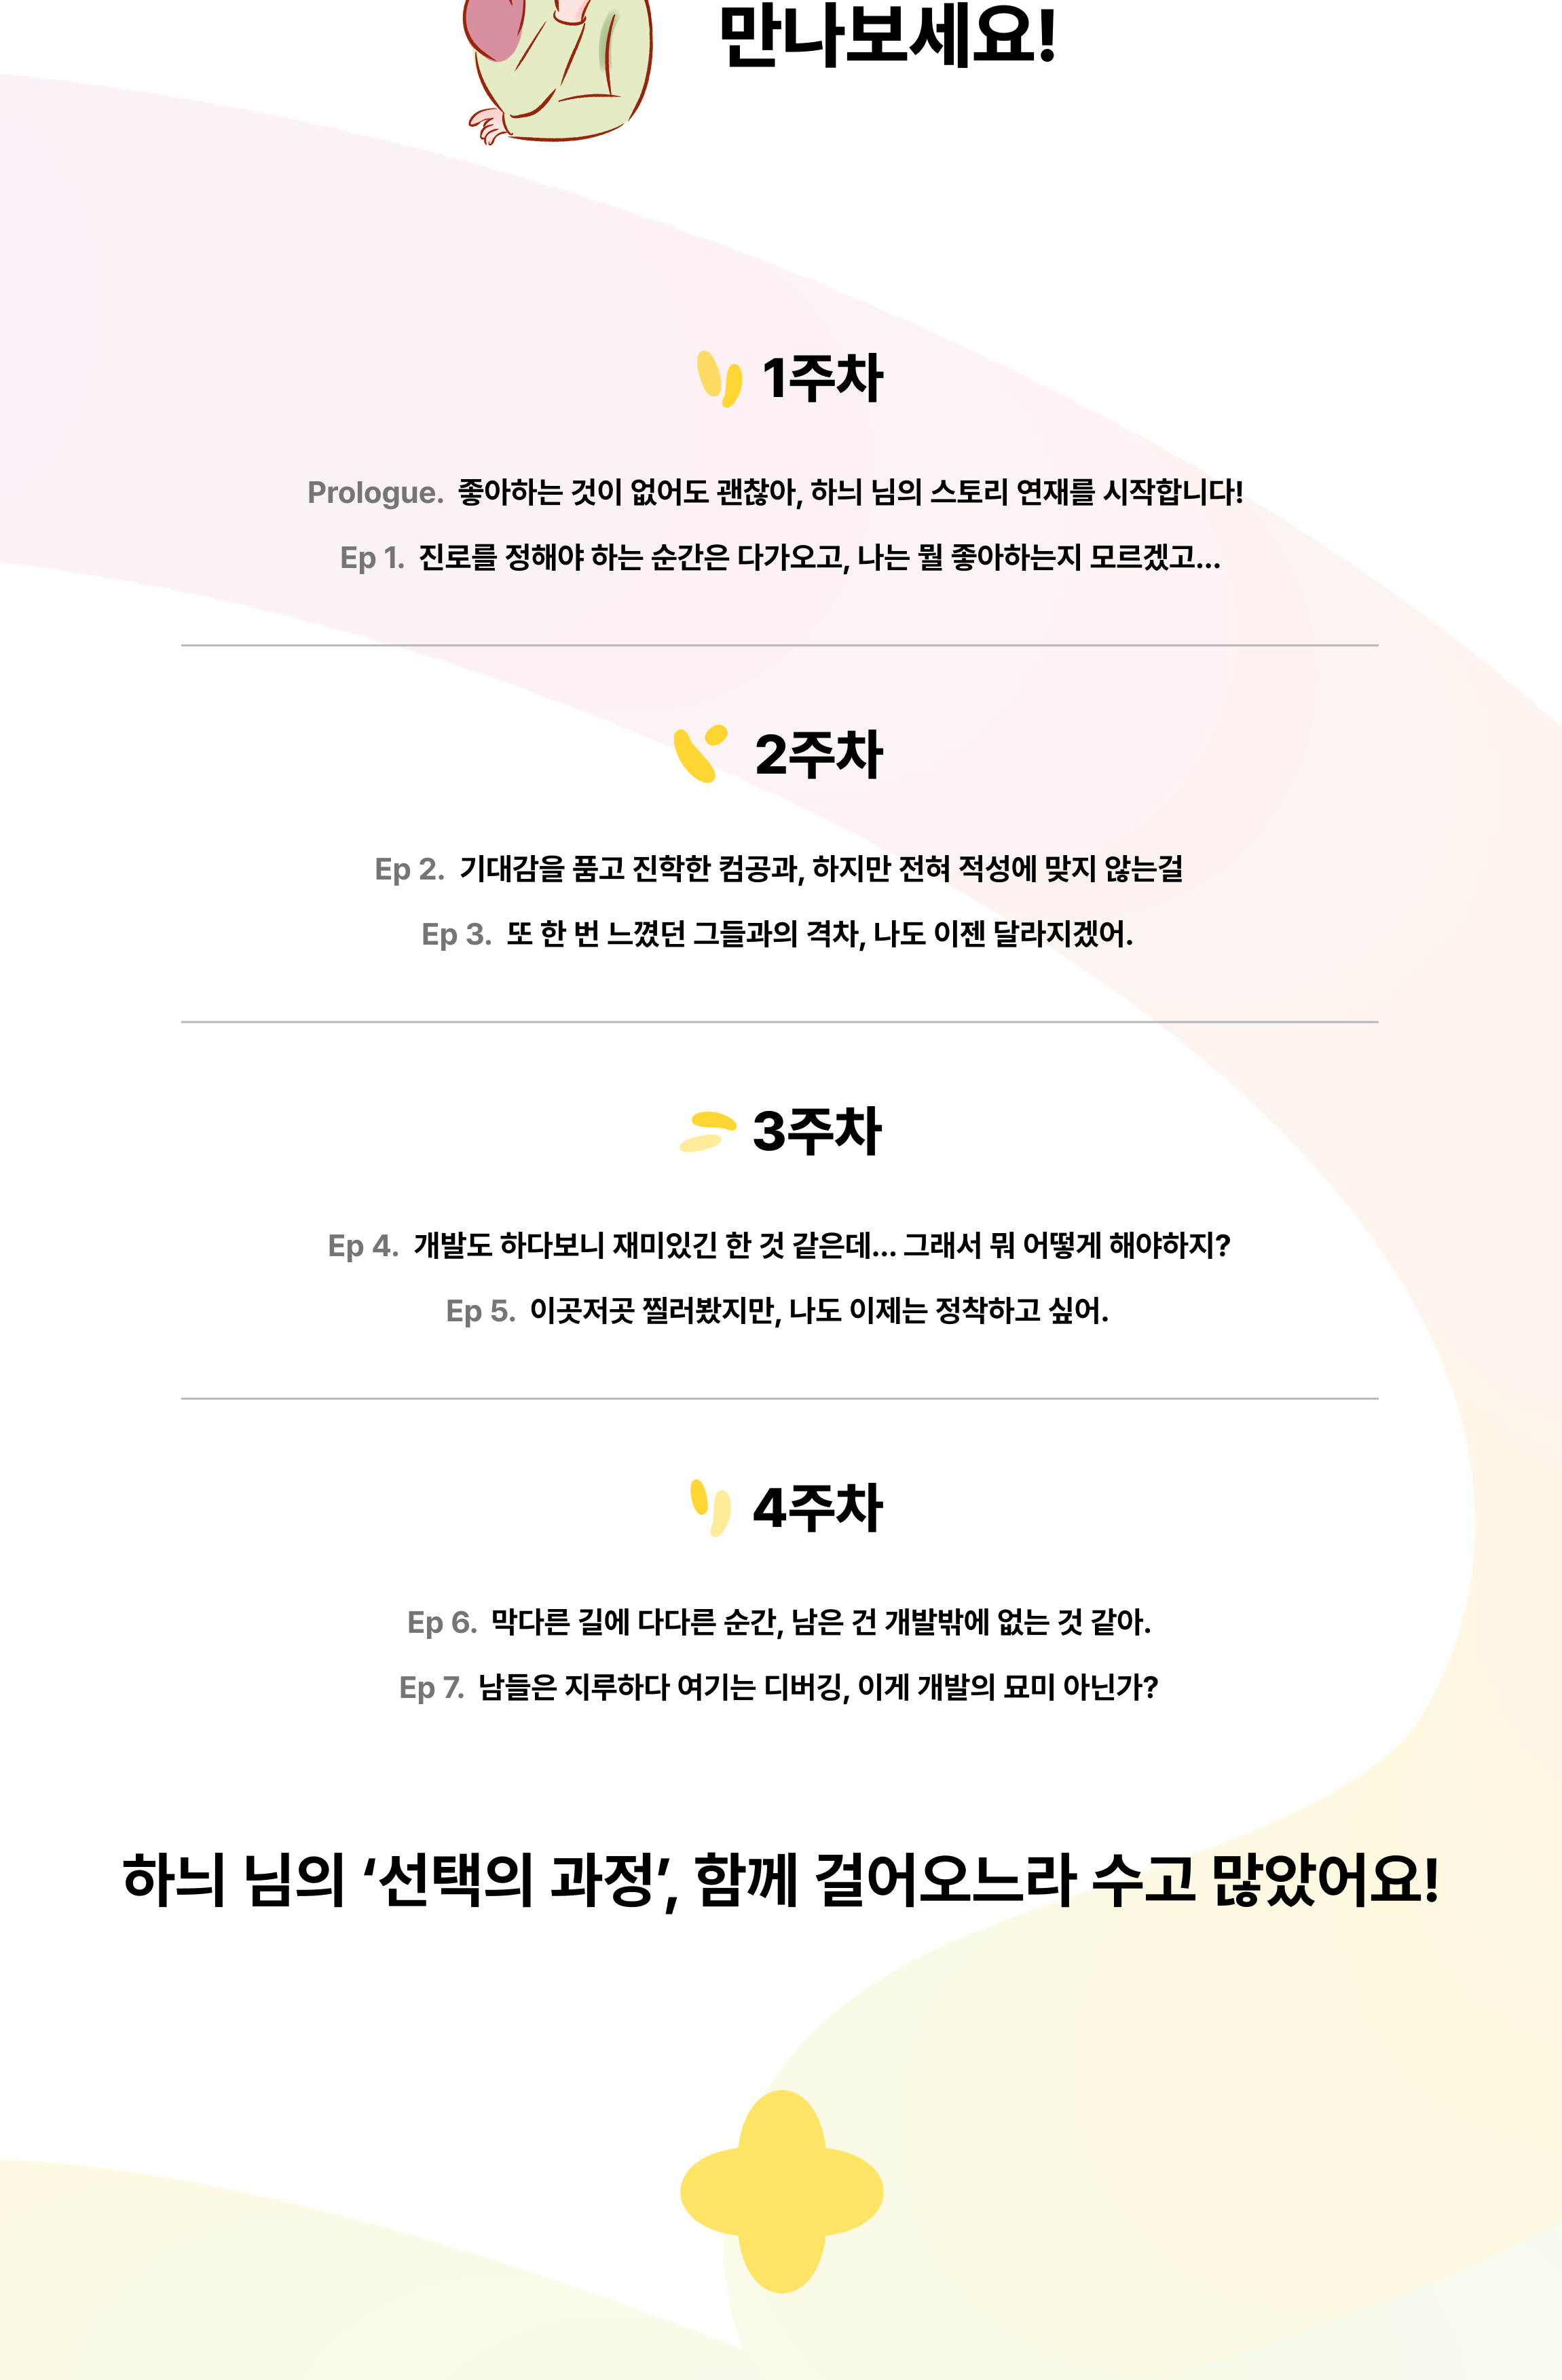 만나보세요!
1주차
Prologue. 좋아하는 것이 없어도 괜찮아, 하늬 님의 스토리 연재를 시작합니다!
Ep 1. 진로를 정해야 하는 순간은 다가오고, 나는 뭘 좋아하는지 모르겠고...
2주차
Ep 2. 기대감을 품고 진학한 컴공과, 하지만 전혀 적성에 맞지 않는걸
Ep 3. 또 한 번 느꼈던 그들과의 격차, 나도 이젠 달라지겠어.
3주차
Ep 4. 개발도 하다보니 재미있긴 한 것 같은데... 그래서 뭐 어떻게 해야하지?
Ep 5. 이곳저곳 찔러봤지만, 나도 이제는 정착하고 싶어.
4주차
Ep 6. 막다른 길에 다다른 순간, 남은 건 개발밖에 없는 것 같아.
Ep 7. 남들은 지루하다 여기는 디버깅, 이게 개발의 묘미 아닌가?
하늬 님의 ‘선택의 과정’, 함께 걸어오느라 수고 많았어요!